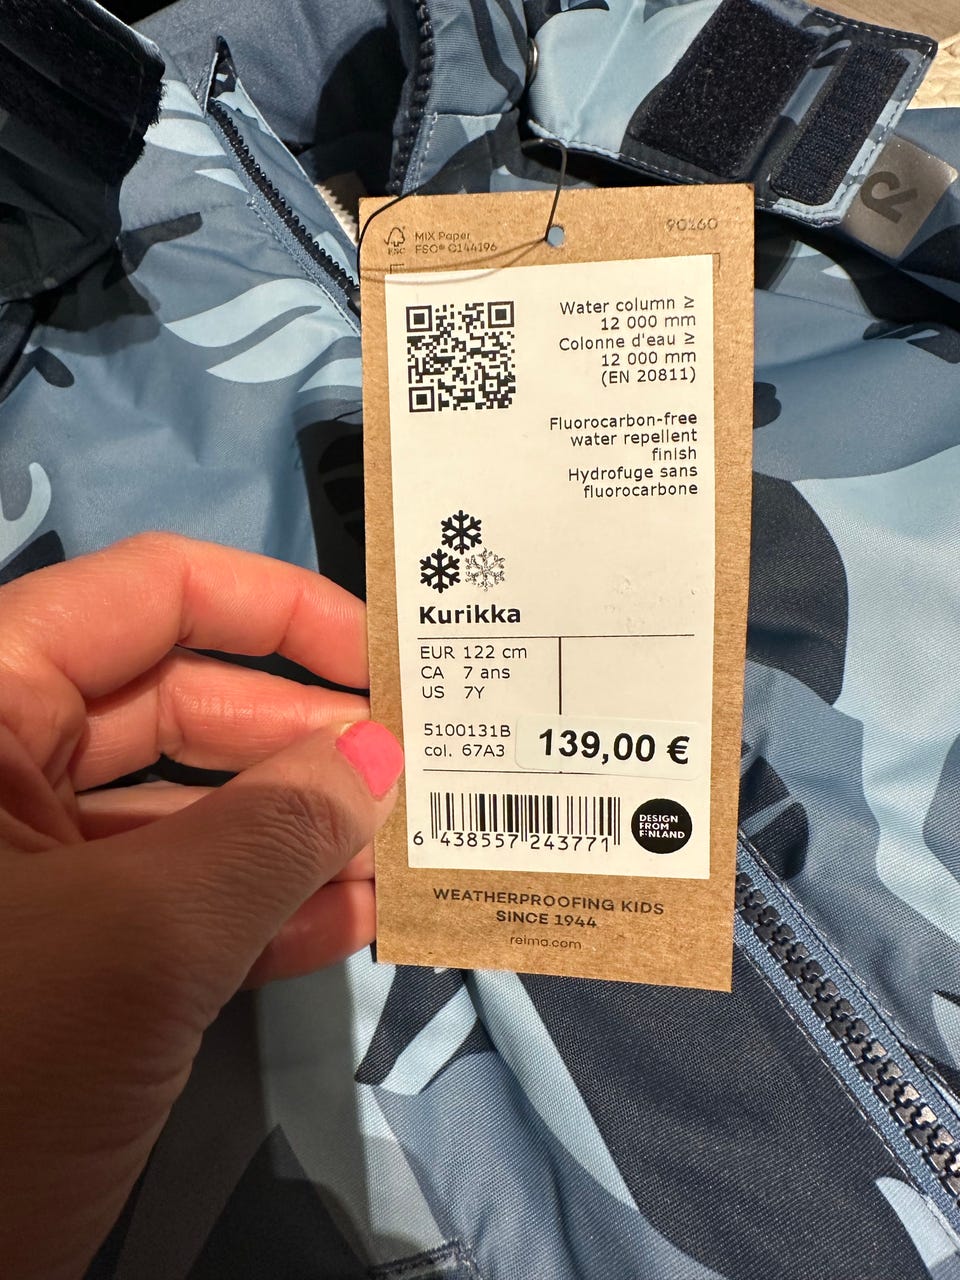 FSC
MIX Paper
FSC® C144196
90160
Water column ≥
12 000 mm
Colonne d'eau ≥
12 000 mm
(EN 20811)
Fluorocarbon-free
water repellent
finish
Hydrofuge sans
fluorocarbone
Kurikka
EUR 122 cm
CA 7 ans
US 7Y
5100131B
col. 67A3
139,00 €
6 438557 243771
DESIGN
FROM
FINLAND
WEATHERPROOFING KIDS
SINCE 1944
reima.com